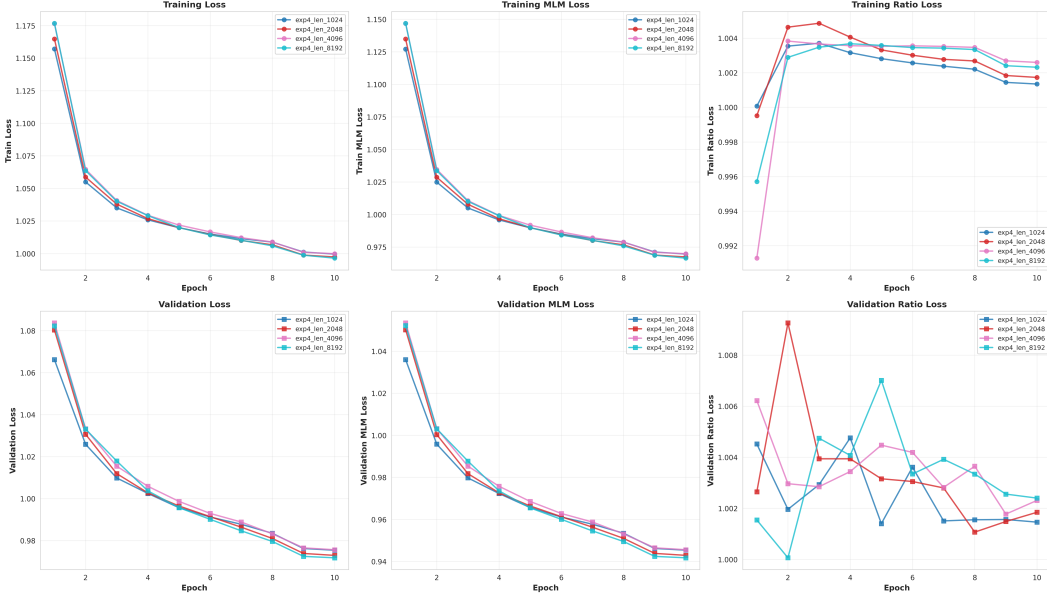 Training Loss
Train Loss
1.175
1.150
1.125
1.100
1.075
1.050
1.025
1.000
2
4
6
8
10
Epoch
exp4_len_1024
exp4_len_2048
exp4_len_4096
exp4_len_8192
Training MLM Loss
Train MLM Loss
1.150
1.125
1.100
1.075
1.050
1.025
1.000
0.975
2
4
6
8
10
Epoch
exp4_len_1024
exp4_len_2048
exp4_len_4096
exp4_len_8192
Training Ratio Loss
Train Ratio Loss
1.004
1.002
1.000
0.998
0.996
0.994
0.992
2
4
6
8
10
Epoch
exp4_len_1024
exp4_len_2048
exp4_len_4096
exp4_len_8192
Validation Loss
Validation Loss
1.08
1.06
1.04
1.02
1.00
0.98
2
4
6
8
10
Epoch
exp4_len_1024
exp4_len_2048
exp4_len_4096
exp4_len_8192
Validation MLM Loss
Validation MLM Loss
1.04
1.02
1.00
0.98
0.96
0.94
2
4
6
8
10
Epoch
exp4_len_1024
exp4_len_2048
exp4_len_4096
exp4_len_8192
Validation Ratio Loss
Validation Ratio Loss
1.008
1.006
1.004
1.002
1.000
2
4
6
8
10
Epoch
exp4_len_1024
exp4_len_2048
exp4_len_4096
exp4_len_8192